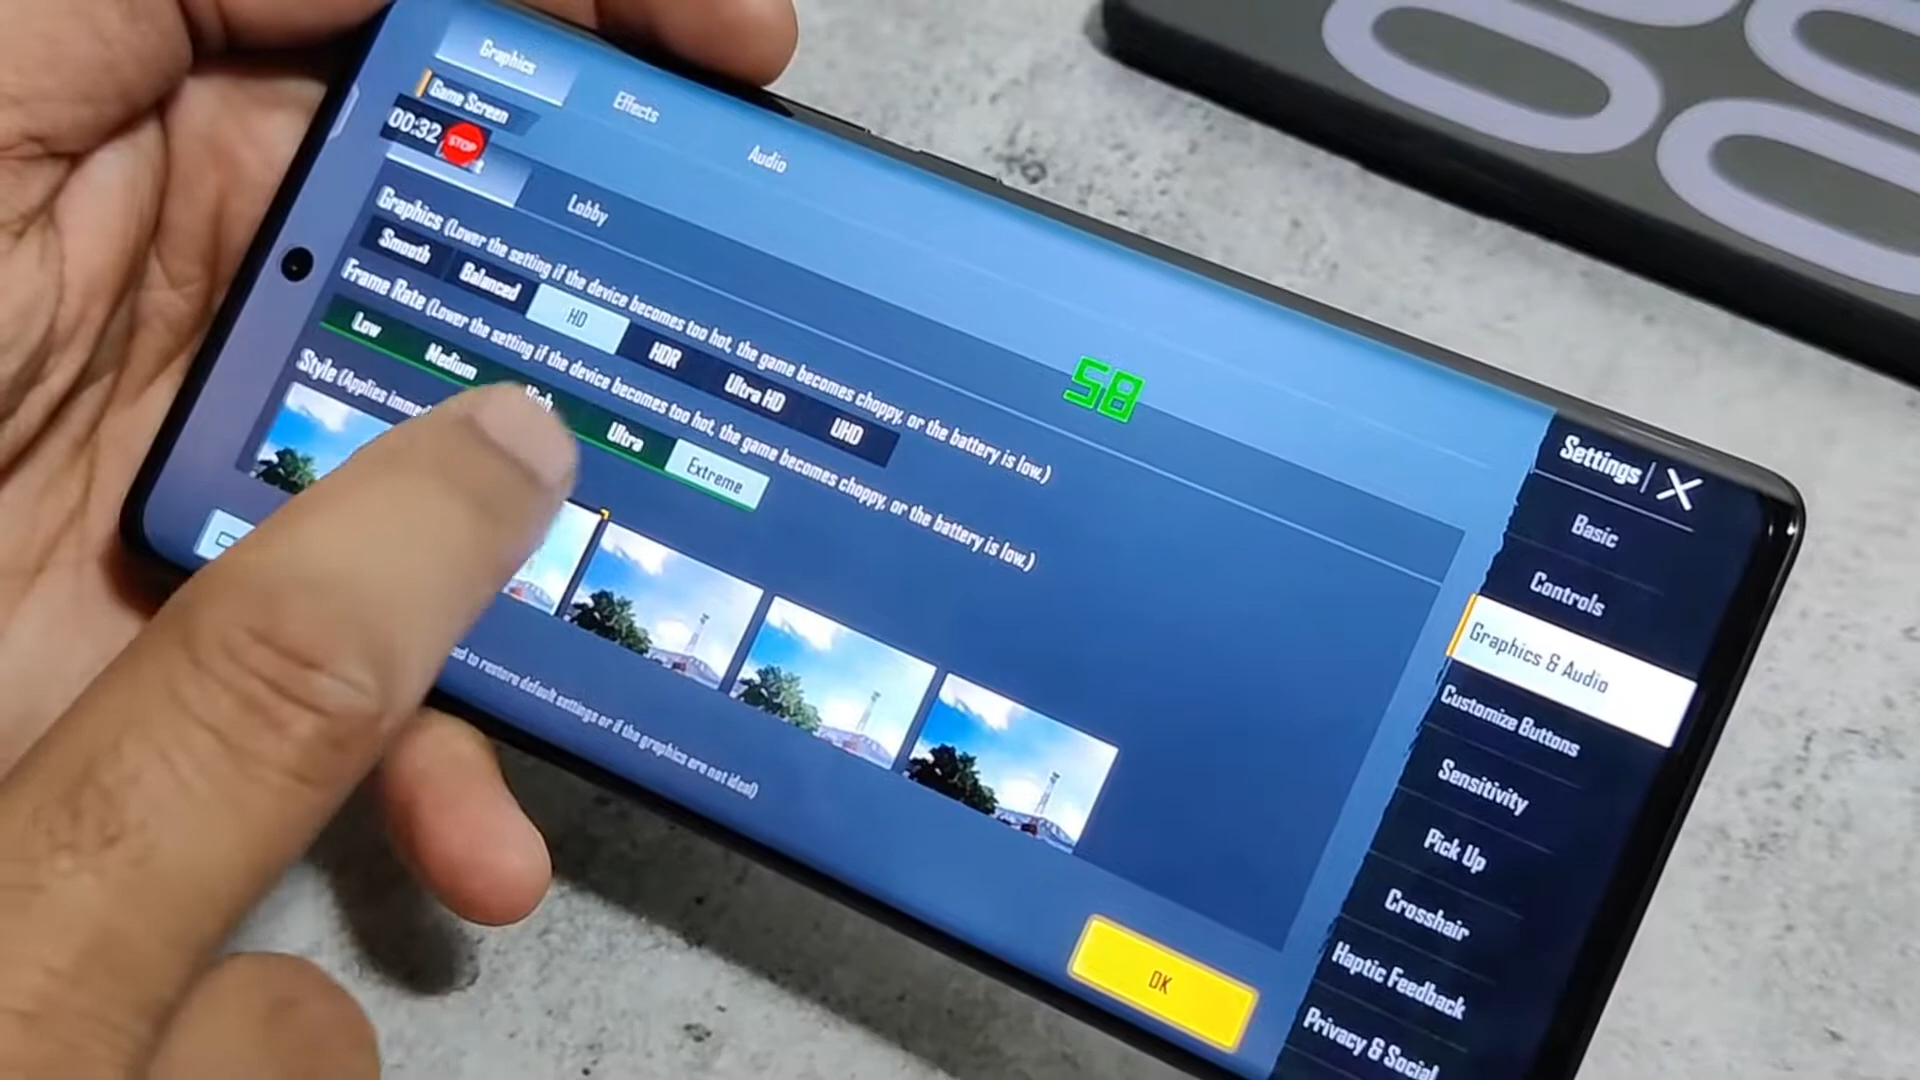 Graphics
Effects
Audio
Game Screen
00:32
STOP
Lobby
Graphics (Lower the setting if the device becomes too hot, the game becomes choppy, or the battery is low.)
Smooth
Balanced
HD
HDR
Ultra HD
UHD
Frame Rate (Lower the setting if the device becomes too hot, the game becomes choppy, or the battery is low.)
Low
Medium
High
Ultra
Extreme
Style (Applies
to restore default settings or if the graphics are not ideal)
58
OK
Settings
Basic
Controls
Graphics & Audio
Customize Buttons
Sensitivity
Pick Up
Crosshair
Haptic Feedback
Privacy & Social